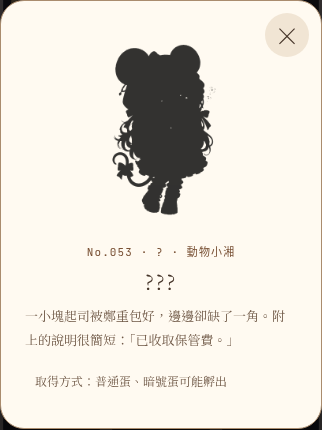 No.053 · ? · 動物小湘
???
一小塊起司被鄭重包好，邊邊卻缺了一角。附
上的說明很簡短：「已收取保管費。」
取得方式：普通蛋、暗號蛋可能孵出